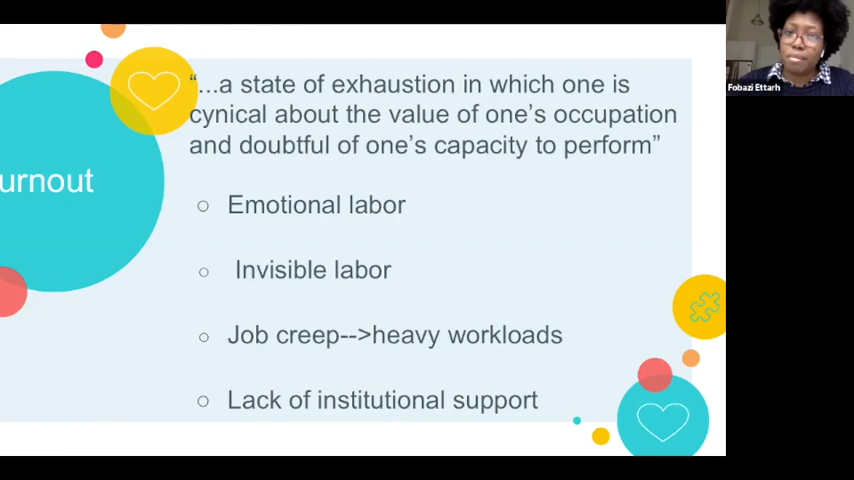 urnout
“...a state of exhaustion in which one is
cynical about the value of one’s occupation
and doubtful of one’s capacity to perform”
○ Emotional labor
○ Invisible labor
○ Job creep-->heavy workloads
○ Lack of institutional support
Fobazi Ettarh